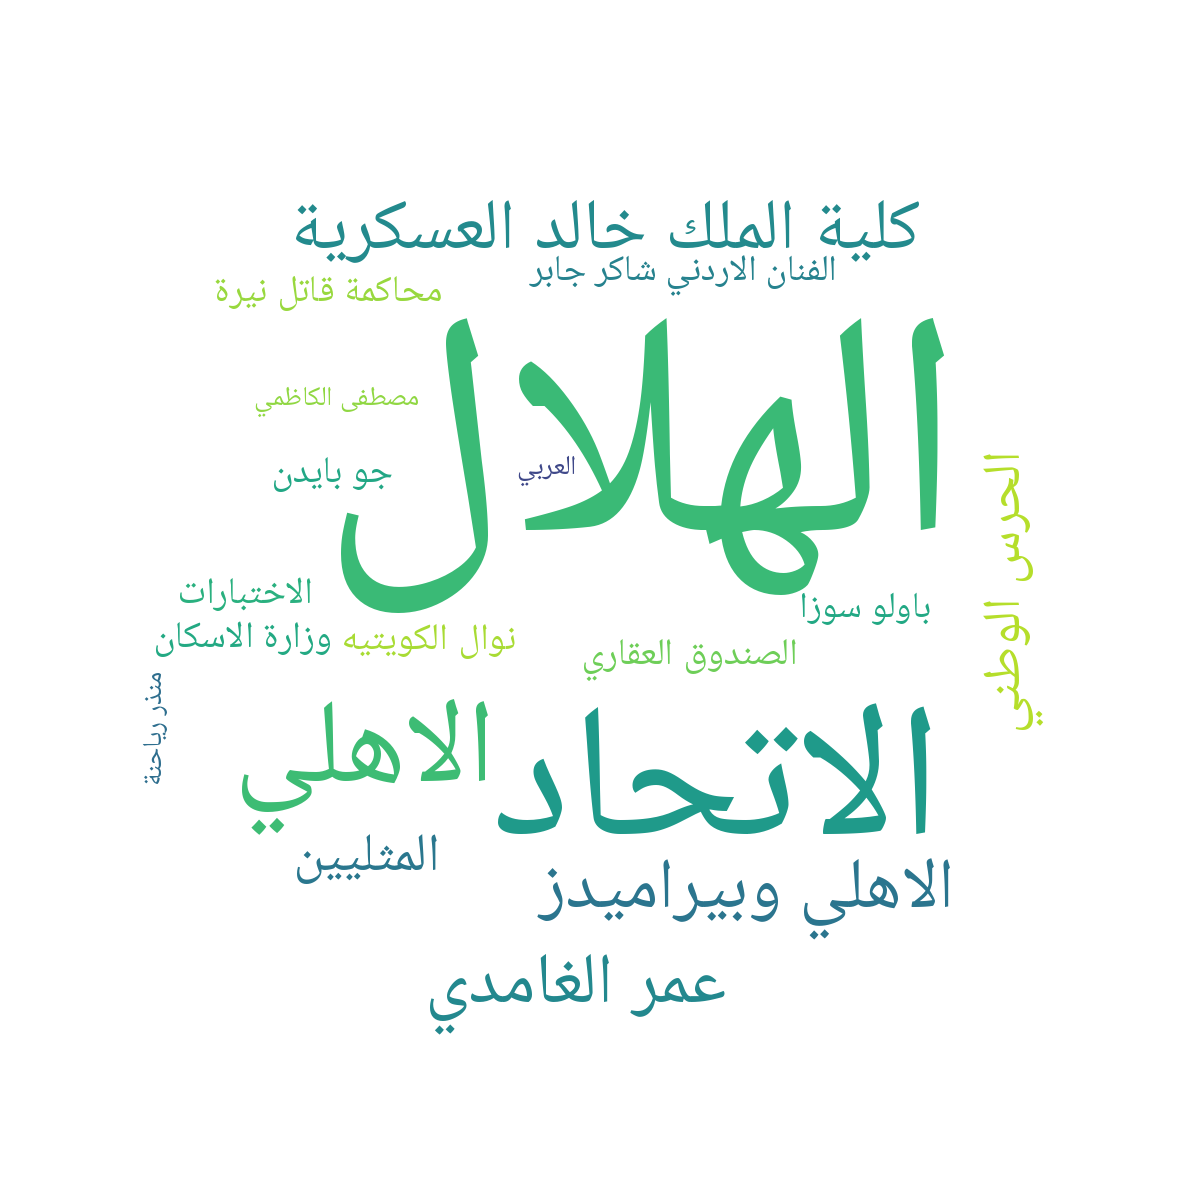 كلية الملك خالد العسكرية
الفنان الاردني شاكر جابر
محاكمة قاتل نيرة
الهلال
مصطفى الكاظمي
العربي
جو بايدن
الحرس الوطني
الاختبارات
باولو سوزا
وزارة الاسكان
نوال الكويتيه
الصندوق العقاري
منذر رباحنة
الاهلي
الاتحاد
المثليين
الاهلي وبيراميدز
عمر الغامدي